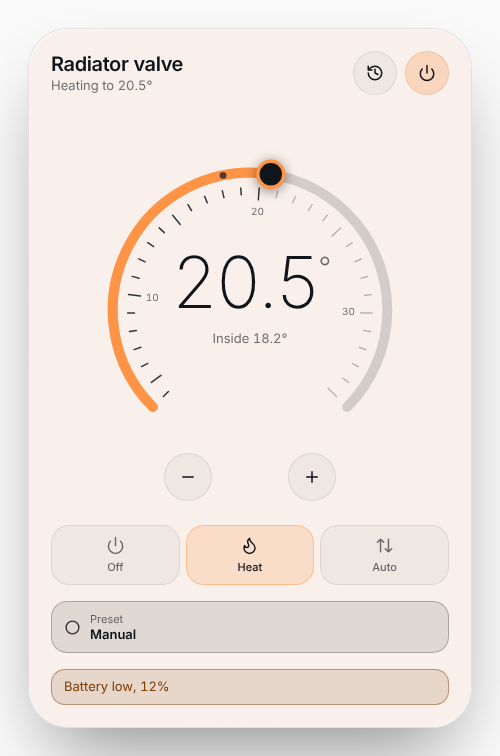 Radiator valve
Heating to 20.5°
20
10
30
20.5°
Inside 18.2°
Off
Heat
Auto
Preset
Manual
Battery low, 12%